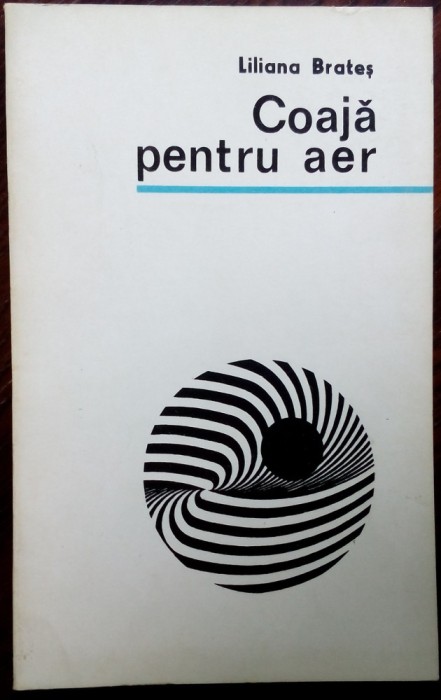 Liliana Brateș
Coajă
pentru aer